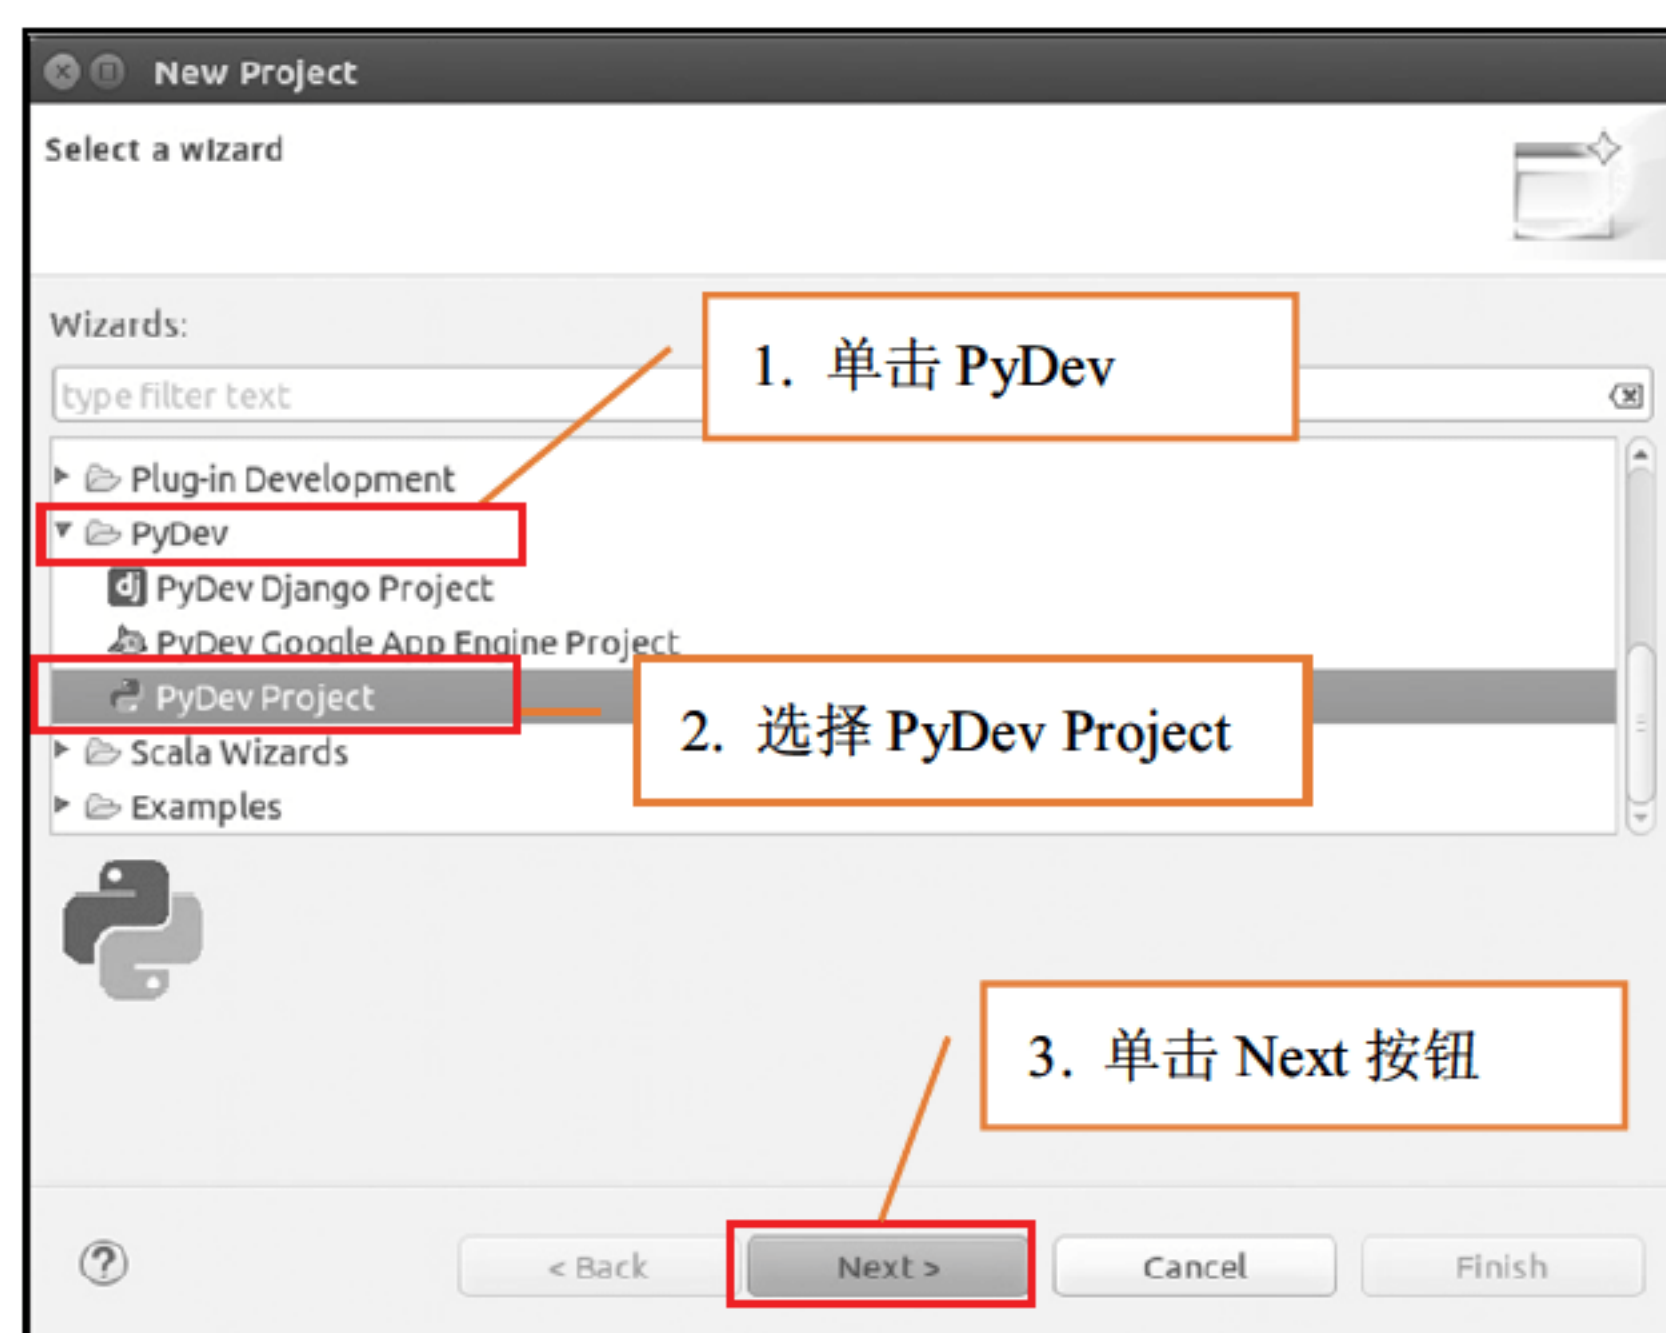 New Project
Select a wizard
Wizards:
1. 单击 PyDev
type filter text
Plug-in Development
PyDev
dj PyDev Django Project
PyDev Google App Engine Project
PyDev Project
2. 选择 PyDev Project
Scala Wizards
Examples
3. 单击 Next 按钮
? < Back Next > Cancel Finish